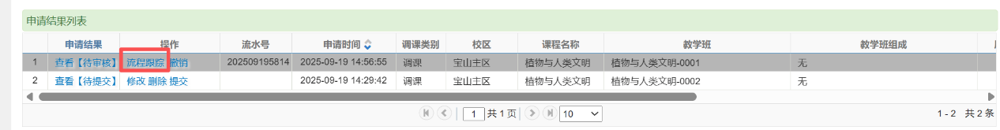 申请结果列表
申请结果 操作 流水号 申请时间 调课类别 校区 课程名称 教学班 教学班组成
1 查看【待审核】 流程跟踪 撤销 202509195814 2025-09-19 14:56:55 调课 宝山主区 植物与人类文明 植物与人类文明-0001 无
2 查看【待提交】 修改 删除 提交 2025-09-19 14:29:42 调课 宝山主区 植物与人类文明 植物与人类文明-0002 无
1 共 1 页 10 1 - 2 共 2 条